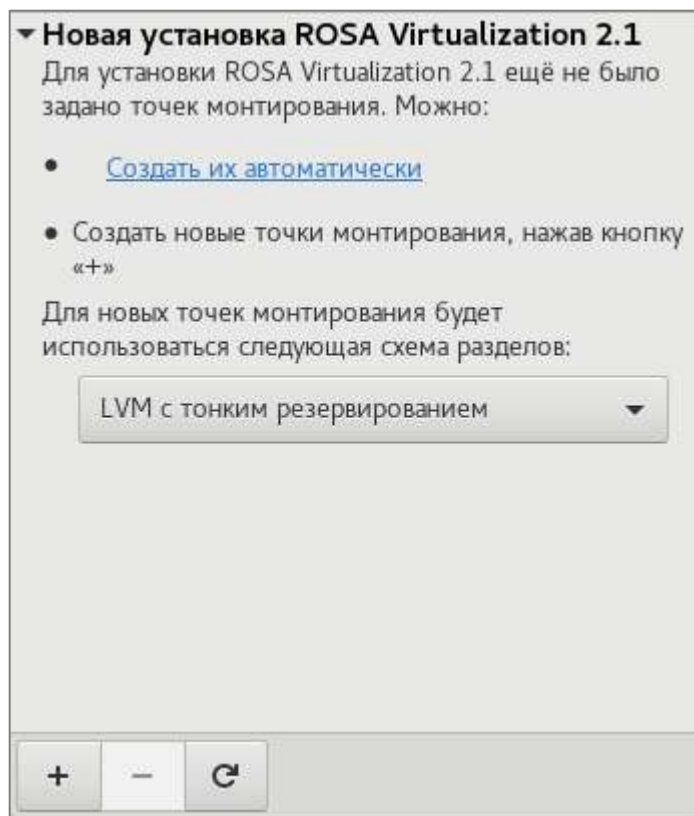 Новая установка ROSA Virtualization 2.1
Для установки ROSA Virtualization 2.1 ещё не было
задано точек монтирования. Можно:
• Создать их автоматически
• Создать новые точки монтирования, нажав кнопку
«+»
Для новых точек монтирования будет
использоваться следующая схема разделов:
LVM с тонким резервированием
+ −